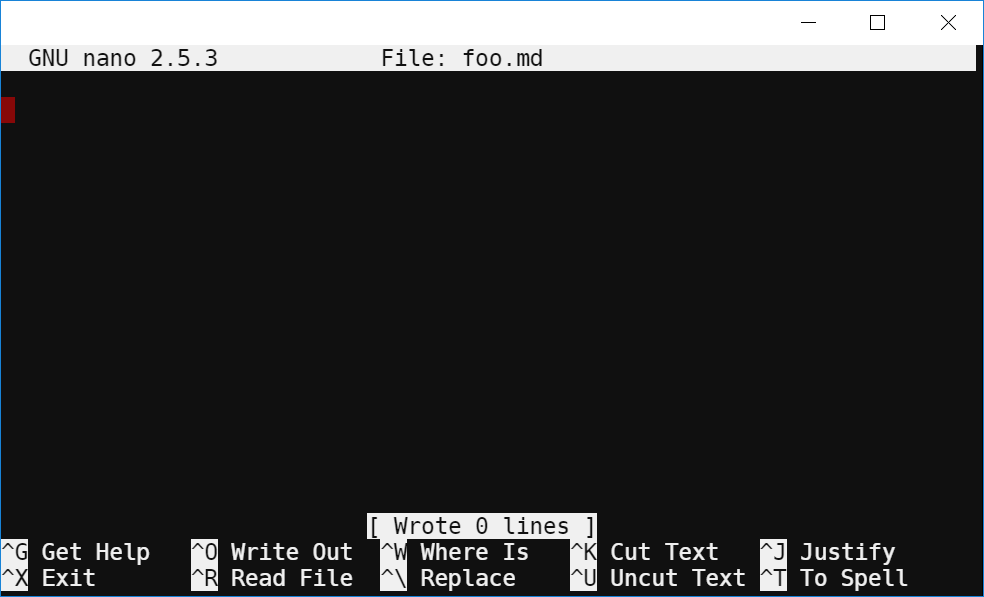 GNU nano 2.5.3 File: foo.md
[ Wrote 0 lines ]
^G Get Help ^O Write Out ^W Where Is ^K Cut Text ^J Justify
^X Exit ^R Read File ^\ Replace ^U Uncut Text ^T To Spell